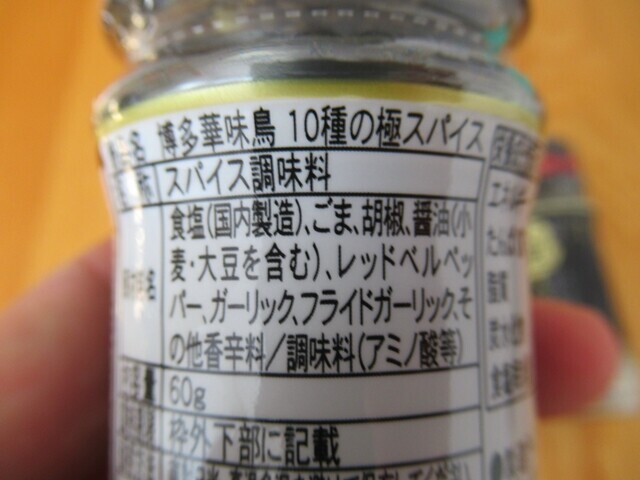 博多華味鳥 10種の極スパイス
スパイス調味料
食塩(国内製造)、ごま、胡椒、醤油(小
麦・大豆を含む)、レッドベルペッ
パー、ガーリック、フライドガーリック、そ
の他香辛料/調味料(アミノ酸等)
60g
枠外下部に記載